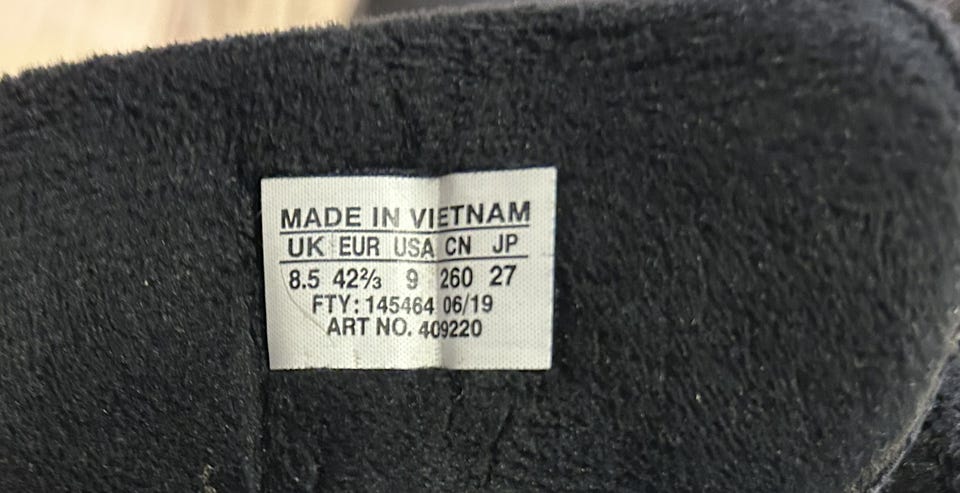 MADE IN VIETNAM
UK EUR USA CN JP
8.5 42⅔ 9 260 27
FTY: 145464 06/19
ART NO. 409220